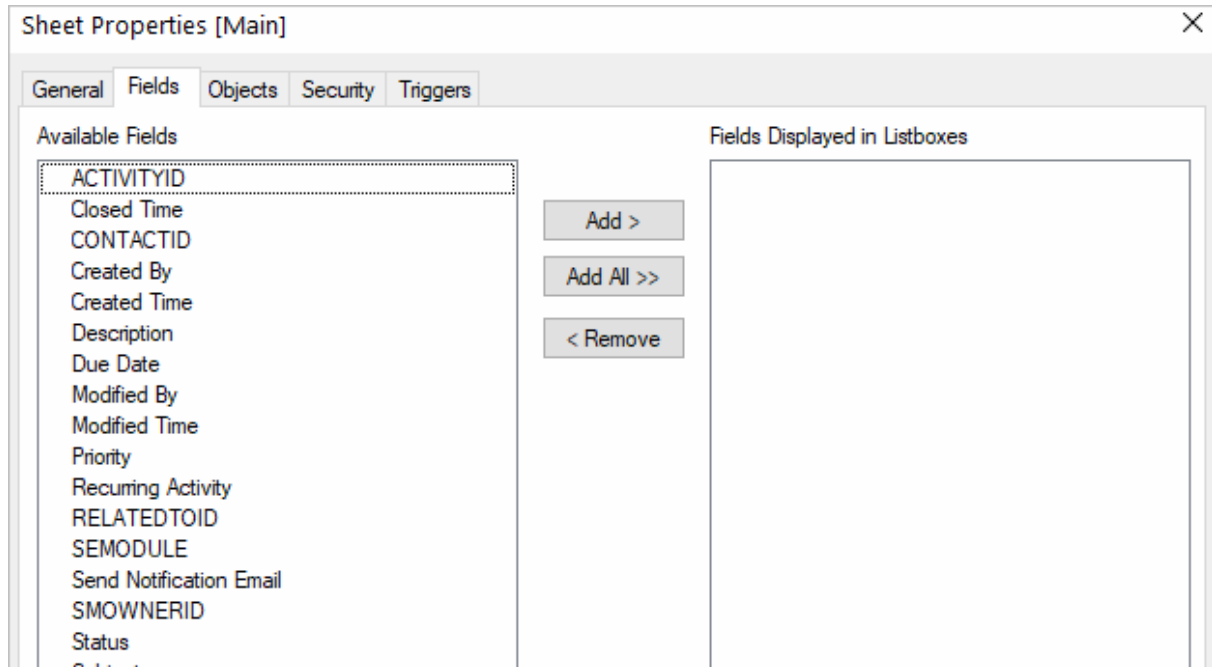 Sheet Properties [Main]
General Fields Objects Security Triggers
Available Fields
Fields Displayed in Listboxes
ACTIVITYID
Closed Time
CONTACTID
Created By
Created Time
Description
Due Date
Modified By
Modified Time
Priority
Recurring Activity
RELATEDTOID
SEMODULE
Send Notification Email
SMOWNERID
Status
Add >
Add All >>
< Remove